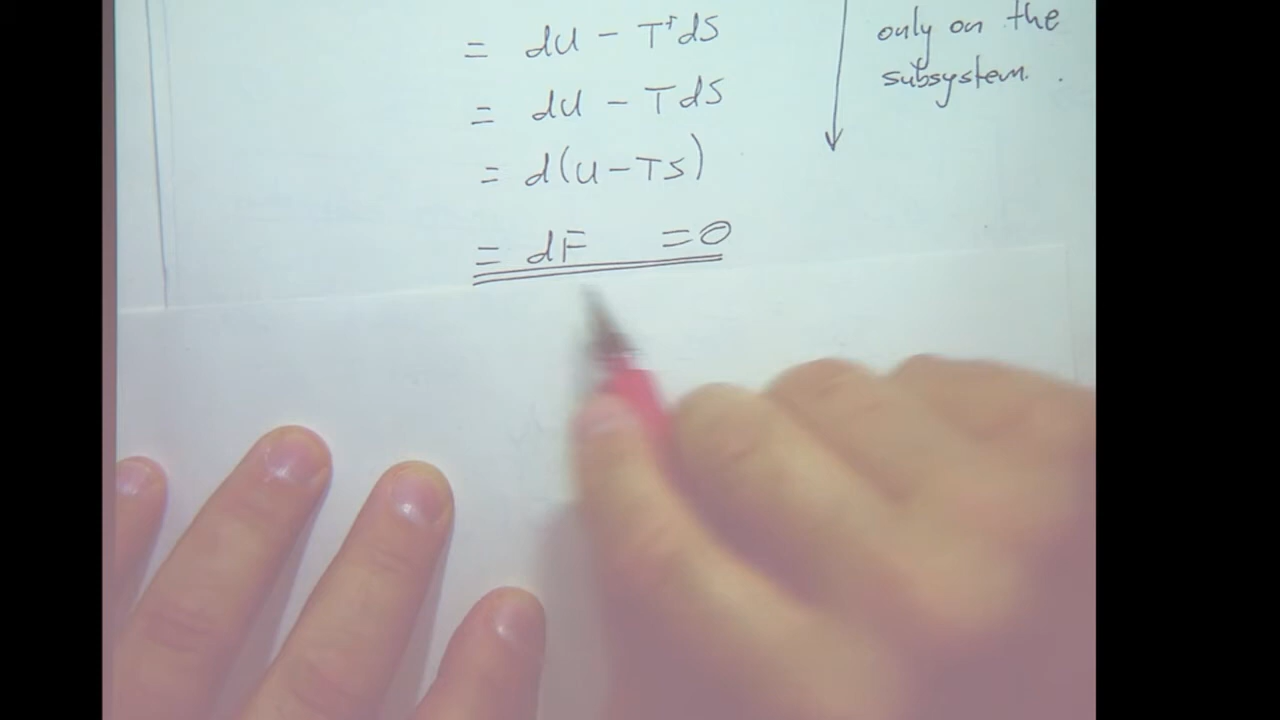 = dU - T†dS
= dU - TdS
= d(U-TS)
= dF = 0
only on the
subsystem.